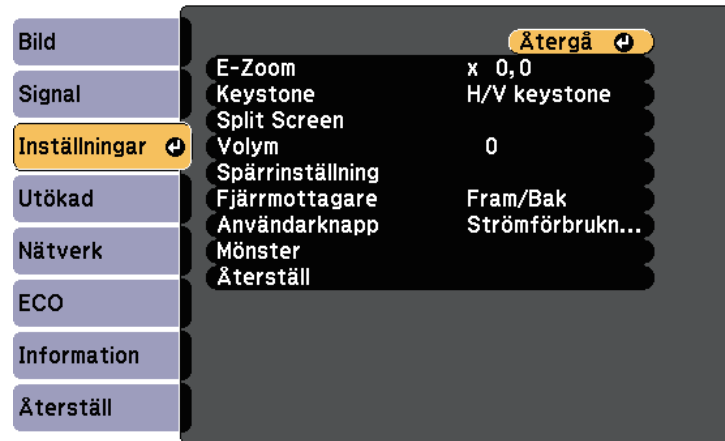 Bild
Signal
Inställningar
Utökad
Nätverk
ECO
Information
Återställ
Återgå
E-Zoom x 0,0
Keystone H/V keystone
Split Screen
Volym 0
Spärrinställning
Fjärrmottagare Fram/Bak
Användarknapp Strömförbrukn...
Mönster
Återställ